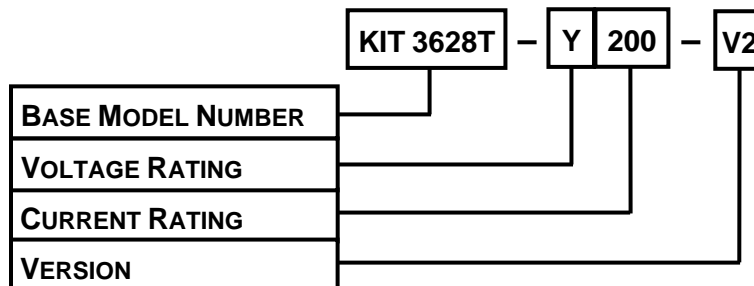 KIT 3628T – Y 200 – V2
BASE MODEL NUMBER
VOLTAGE RATING
CURRENT RATING
VERSION